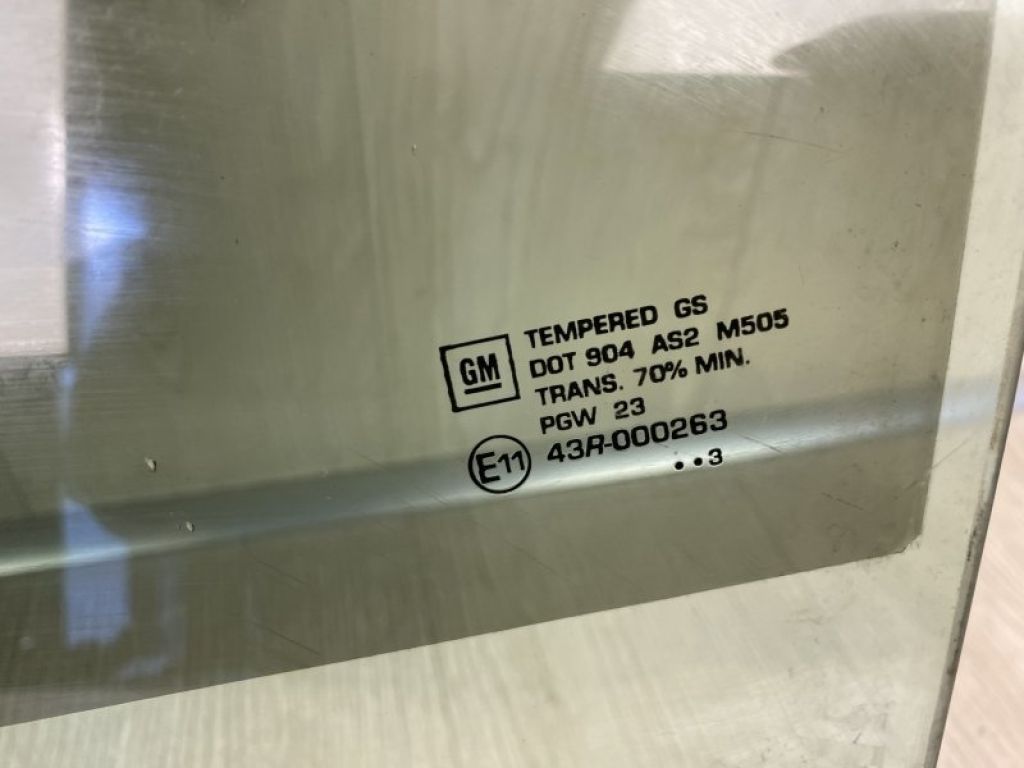 GM
TEMPERED GS
DOT 904 AS2 M505
TRANS. 70% MIN.
PGW 23
E11 43R-000263
..3